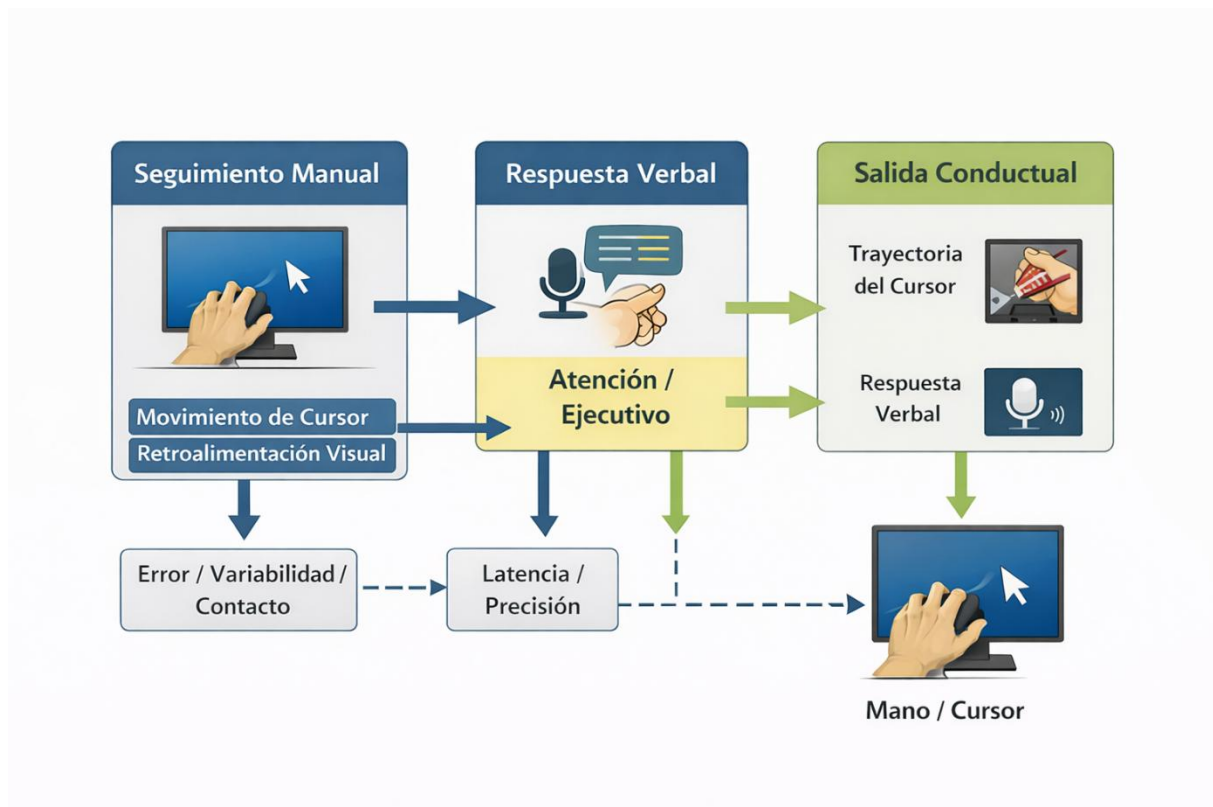 Seguimiento Manual
Movimiento de Cursor
Retroalimentación Visual
Respuesta Verbal
Atención /
Ejecutivo
Salida Conductual
Trayectoria
del Cursor
Respuesta
Verbal
Error / Variabilidad /
Contacto
Latencia /
Precisión
Mano / Cursor